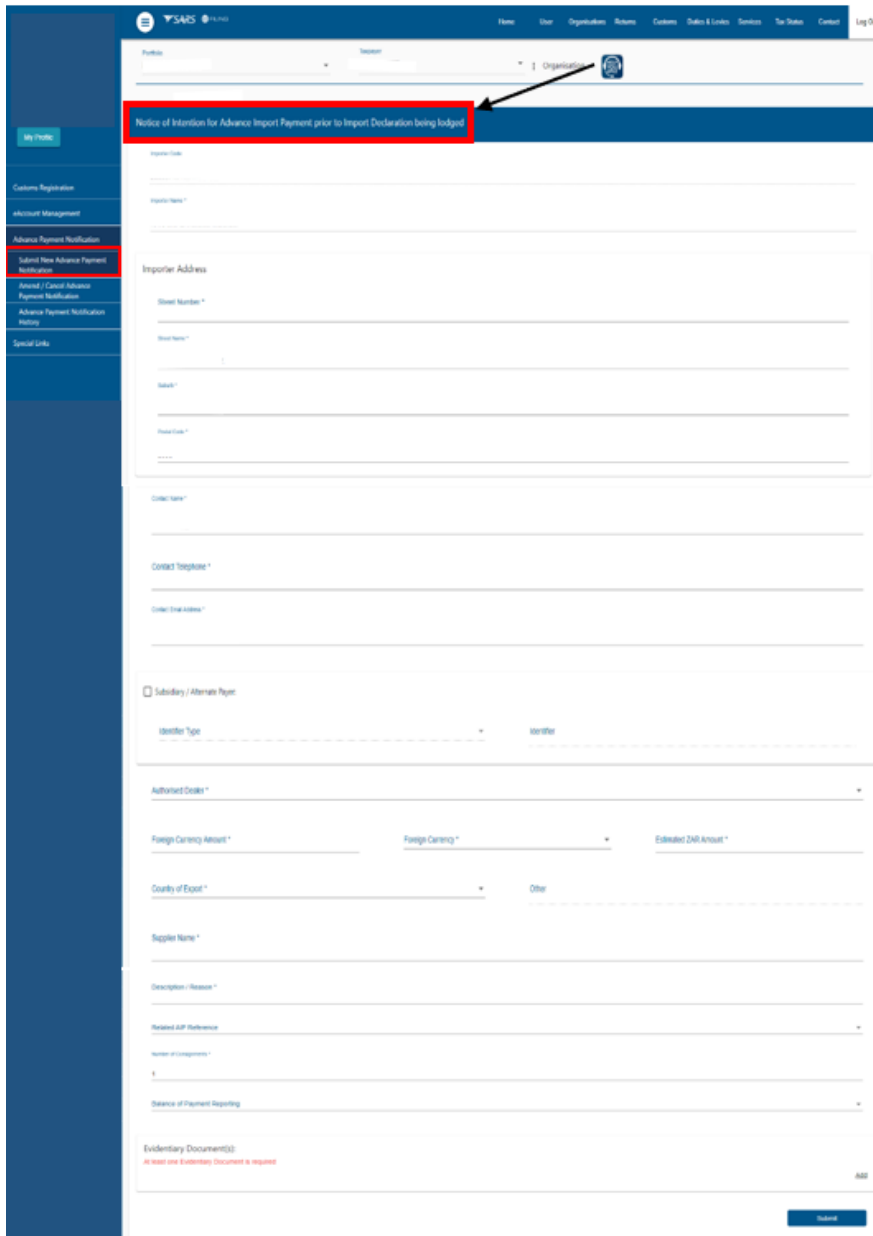 SARS eFILING
Home User Organisations Returns Customs Duties & Levies Services Tax Status Contact Log O
Portfolio
Taxpayer
Organisation
My Profile
Customs Registration
eAccount Management
Advance Payment Notification
Submit New Advance Payment
Notification
Amend / Cancel Advance
Payment Notification
Advance Payment Notification
History
Special Links
Notice of Intention for Advance Import Payment prior to Import Declaration being lodged
Importer Code
Importer Name *
Importer Address
Street Number *
Street Name *
Suburb *
Postal Code *
Contact Name *
Contact Telephone *
Contact Email Address *
Subsidiary / Alternate Payer:
Identifier Type
Identifier
Authorised Dealer *
Foreign Currency Amount *
Foreign Currency *
Estimated ZAR Amount *
Country of Export *
Other
Supplier Name *
Description / Reason *
Related AIP Reference
Number of Consignments *
Balance of Payment Reporting
Evidentiary Document(s):
At least one Evidentiary Document is required
Add
Submit